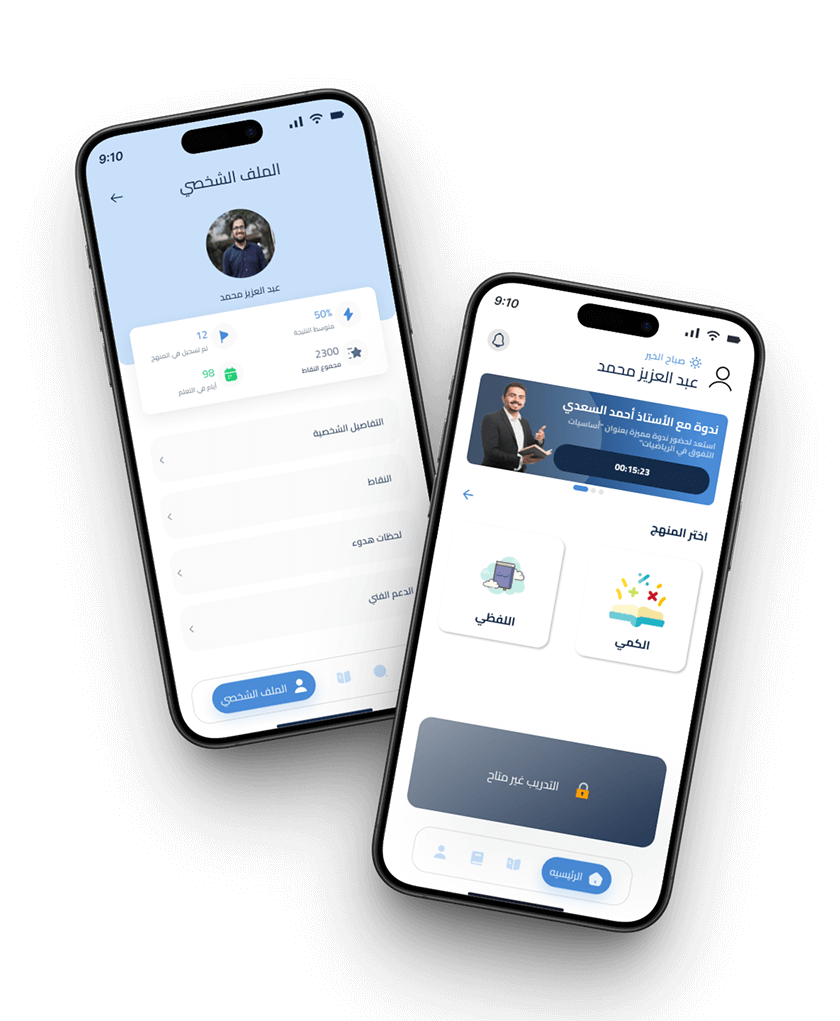 9:10
الملف الشخصي
عبد العزيز محمد
50%
متوسط النتيجة
12
تم تسجيل في المنهج
2300
مجموع النقاط
98
أيام في التعلم
التفاصيل الشخصية
النقاط
لحظات هدوء
الدعم الفني
الملف الشخصي
9:10
صباح الخير
عبد العزيز محمد
ندوة مع الأستاذ أحمد السعدي
استعد لحضور ندوة مميزة بعنوان "أساسيات
التفوق في الرياضيات"
00:15:23
اختر المنهج
الكمي
اللفظي
التدريب غير متاح
الرئيسيه